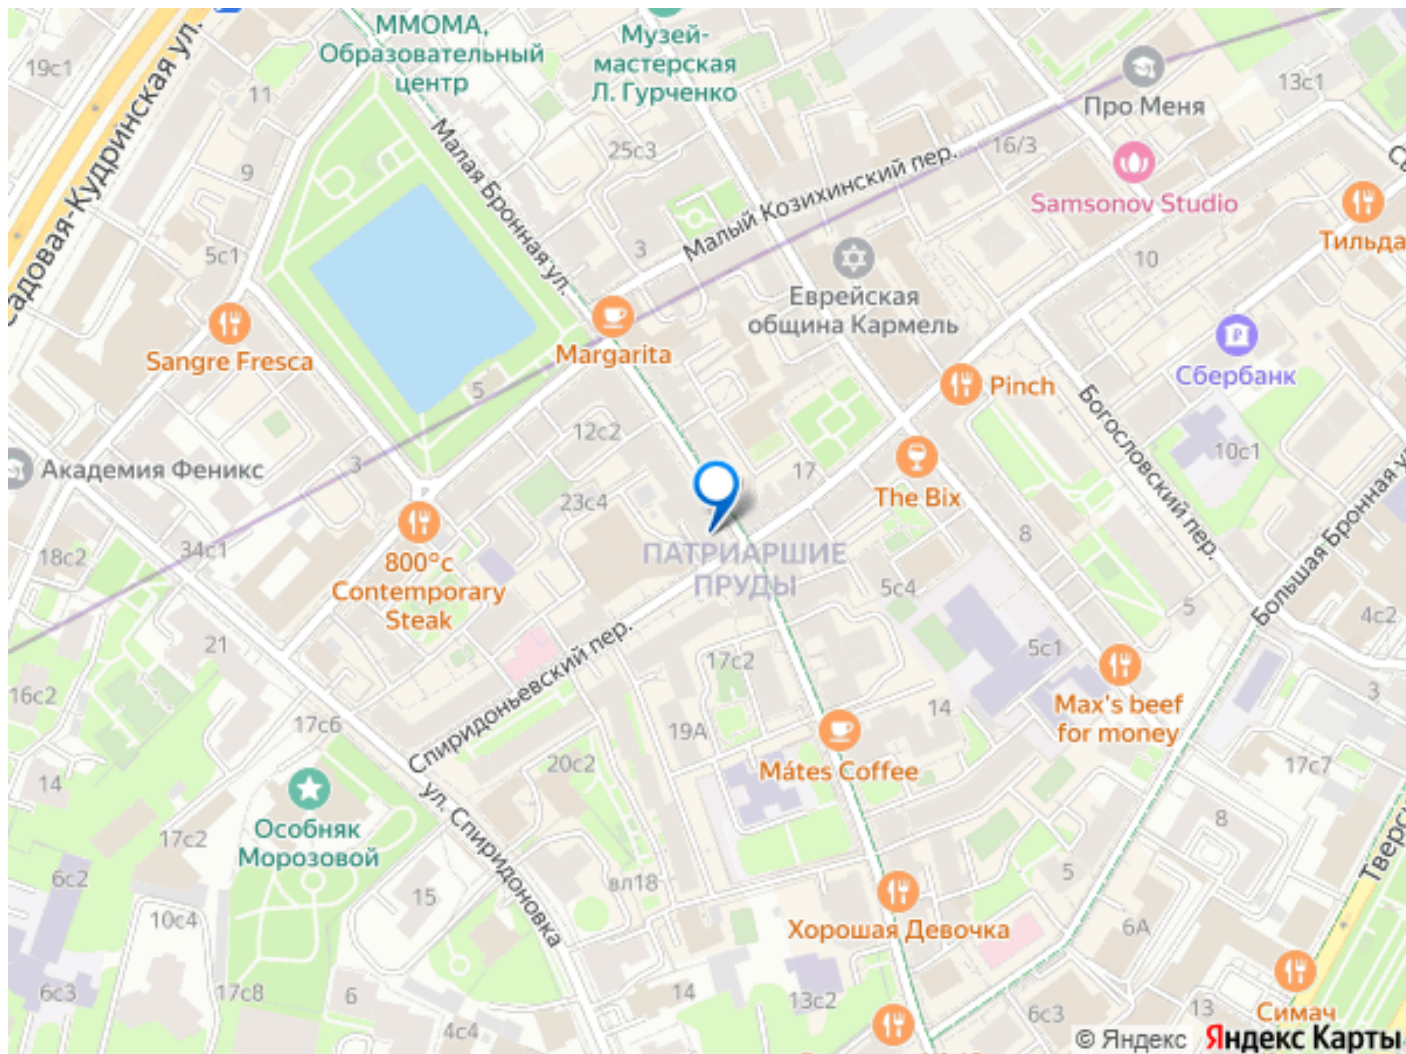 ММОМА,
Образовательный
центр
Музей-
мастерская
Л. Гурченко
19с1
11
9
5с1
Садовая-Кудринская ул.
Малая Бронная ул.
25с3
3
Малый Козихинский пер.
16/3
Про Меня
13с1
Samsonov Studio
Тильда
10
Еврейская
община Кармель
Сбербанк
Sangre Fresca
Margarita
5
12с2
Pinch
Богословский пер.
10с1
Академия Феникс
3
23с4
17
The Bix
18с2
34с1
800°с
Contemporary
Steak
ПАТРИАРШИЕ
ПРУДЫ
8
5с4
5
Большая Бронная у
4с2
21
Спиридоньевский пер.
17с2
5с1
16с2
17с6
19А
14
Max's beef
for money
3
14
20с2
Mátes Coffee
17с7
ул. Спиридоновка
Особняк
Морозовой
17с2
8
Тверс
6с2
15
вл18
5
10с4
Хорошая Девочка
6А
6с3
17с8
6
4с4
14
13с2
6с3
13
Симач
© Яндекс Яндекс Карты